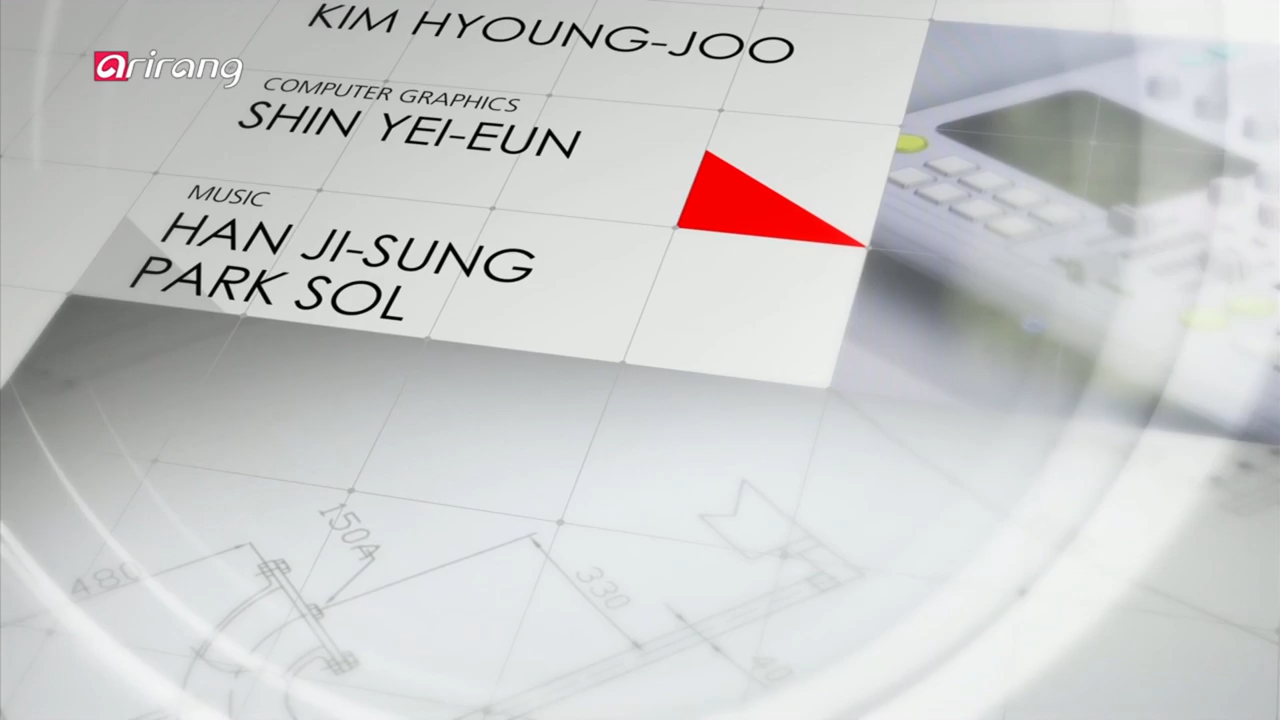 KIM HYOUNG-JOO
arirang
COMPUTER GRAPHICS
SHIN YEI-EUN
MUSIC
HAN JI-SUNG
PARK SOL
150A
480
330
40